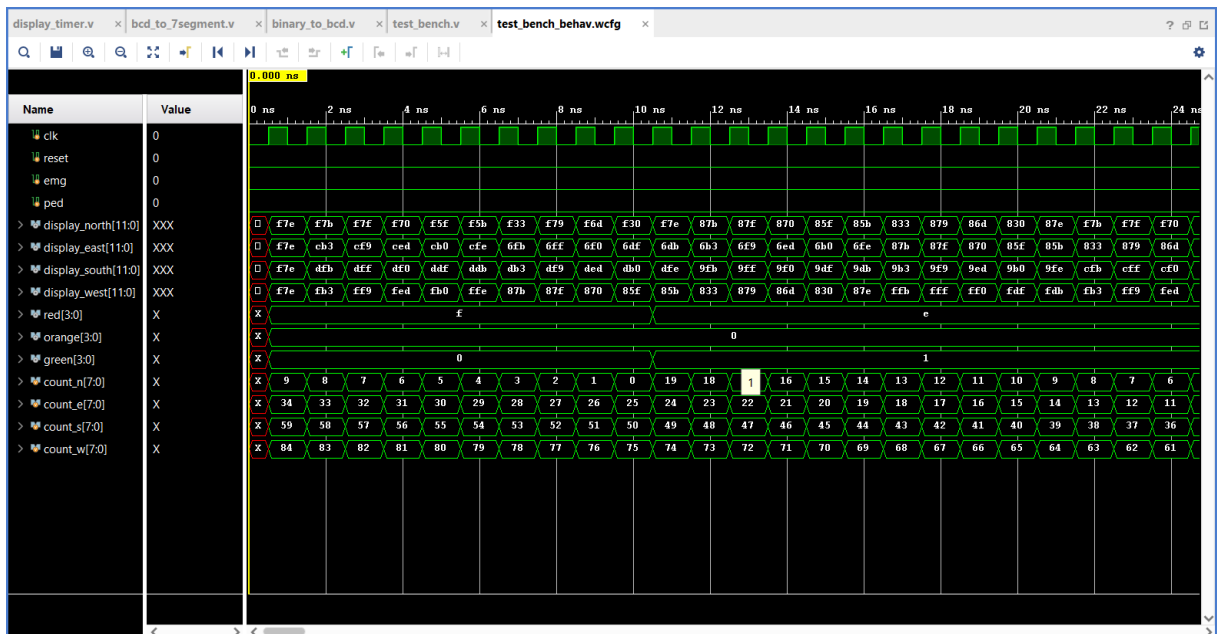 display_timer.v × bcd_to_7segment.v × binary_to_bcd.v × test_bench.v × test_bench_behav.wcfg ×
0.000 ns
Name Value 0 ns 2 ns 4 ns 6 ns 8 ns 10 ns 12 ns 14 ns 16 ns 18 ns 20 ns 22 ns 24 ns
clk 0
reset 0
emg 0
ped 0
display_north[11:0] XXX f7e f7b f7f f70 f5f f5b f33 f79 f6d f30 f7e 87b 87f 870 85f 85b 833 879 86d 830 87e f7b f7f f70
display_east[11:0] XXX f7e cb3 cf9 ced cb0 cfe 6fb 6ff 6f0 6df 6db 6b3 6f9 6ed 6b0 6fe 87b 87f 870 85f 85b 833 879 86d
display_south[11:0] XXX f7e dfb dff df0 ddf ddb db3 df9 ded db0 dfe 9fb 9ff 9f0 9df 9db 9b3 9f9 9ed 9b0 9fe cfb cff cf0
display_west[11:0] XXX f7e fb3 ff9 fed fb0 ffe 87b 87f 870 85f 85b 833 879 86d 830 87e ffb fff ff0 fdf fdb fb3 ff9 fed
red[3:0] X X f e
orange[3:0] X X 0
green[3:0] X X 0 1
count_n[7:0] X X 9 8 7 6 5 4 3 2 1 0 19 18 1 16 15 14 13 12 11 10 9 8 7 6
count_e[7:0] X X 34 33 32 31 30 29 28 27 26 25 24 23 22 21 20 19 18 17 16 15 14 13 12 11
count_s[7:0] X X 59 58 57 56 55 54 53 52 51 50 49 48 47 46 45 44 43 42 41 40 39 38 37 36
count_w[7:0] X X 84 83 82 81 80 79 78 77 76 75 74 73 72 71 70 69 68 67 66 65 64 63 62 61